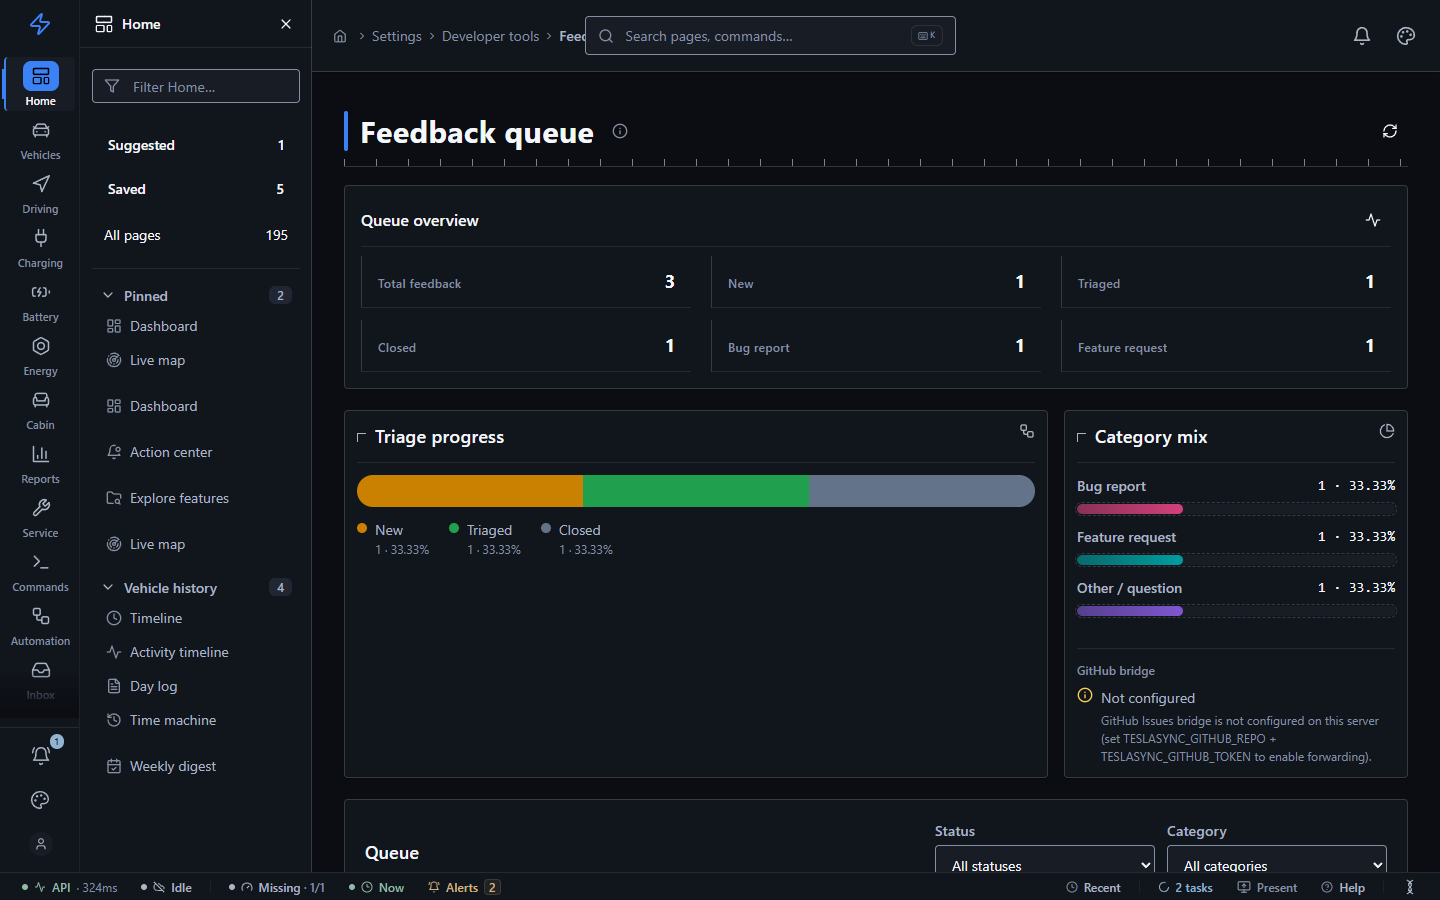 Home
Vehicles
Driving
Charging
Battery
Energy
Cabin
Reports
Service
Commands
Automation
Inbox
1
Home
Filter Home...
Suggested 1
Saved 5
All pages 195
Pinned 2
Dashboard
Live map
Dashboard
Action center
Explore features
Live map
Vehicle history 4
Timeline
Activity timeline
Day log
Time machine
Weekly digest
Settings > Developer tools >
Search pages, commands... K
Feedback queue
Queue overview
Total feedback 3
New 1
Triaged 1
Closed 1
Bug report 1
Feature request 1
Triage progress
New
1 · 33.33%
Triaged
1 · 33.33%
Closed
1 · 33.33%
Category mix
Bug report 1 · 33.33%
Feature request 1 · 33.33%
Other / question 1 · 33.33%
GitHub bridge
Not configured
GitHub Issues bridge is not configured on this server
(set TESLASYNC_GITHUB_REPO +
TESLASYNC_GITHUB_TOKEN to enable forwarding).
Queue
Status
All statuses
Category
All categories
API · 324ms
Idle
Missing · 1/1
Now
Alerts 2
Recent
2 tasks
Present
Help